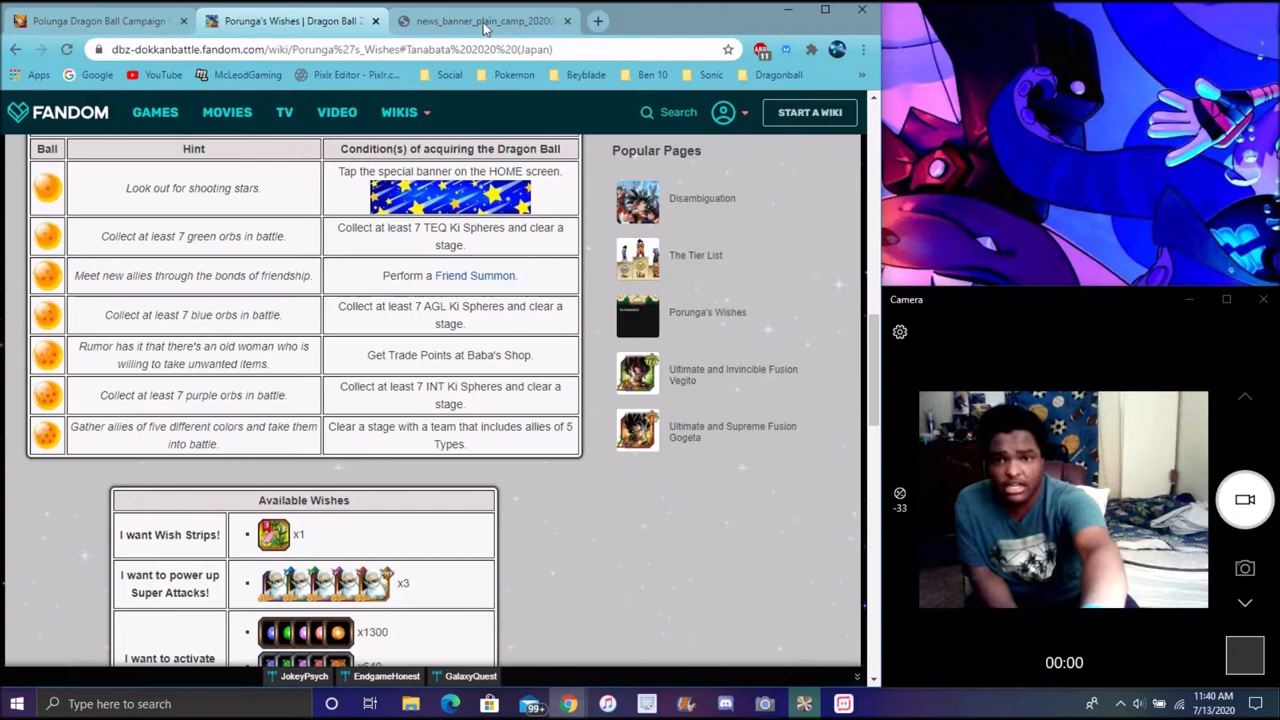 Polunga Dragon Ball Campaign
Porunga's Wishes | Dragon Ball Z
news_banner_plain_camp_20200
dbz-dokkanbattle.fandom.com/wiki/Porunga%27s_Wishes#Tanabata%202020%20(Japan)
11
Apps Google YouTube McLeodGaming Pixlr Editor - Pixlr.c... Social Pokemon Beyblade Ben 10 Sonic Dragonball »
FANDOM GAMES MOVIES TV VIDEO WIKIS Search START A WIKI
Ball Hint Condition(s) of acquiring the Dragon Ball
Look out for shooting stars. Tap the special banner on the HOME screen.
Collect at least 7 green orbs in battle. Collect at least 7 TEQ Ki Spheres and clear a
stage.
Meet new allies through the bonds of friendship. Perform a Friend Summon.
Collect at least 7 blue orbs in battle. Collect at least 7 AGL Ki Spheres and clear a
stage.
Rumor has it that there's an old woman who is
willing to take unwanted items. Get Trade Points at Baba's Shop.
Collect at least 7 purple orbs in battle. Collect at least 7 INT Ki Spheres and clear a
stage.
Gather allies of five different colors and take them
into battle. Clear a stage with a team that includes allies of 5
Types.
Popular Pages
Disambiguation
The Tier List
Porunga's Wishes
Ultimate and Invincible Fusion
Vegito
Ultimate and Supreme Fusion
Gogeta
Available Wishes
I want Wish Strips! x1
I want to power up
Super Attacks! x3
I want to activate
x1300
JokeyPsych EndgameHonest GalaxyQuest
Camera
-33
00:00
Type here to search
99+
11:40 AM
7/13/2020